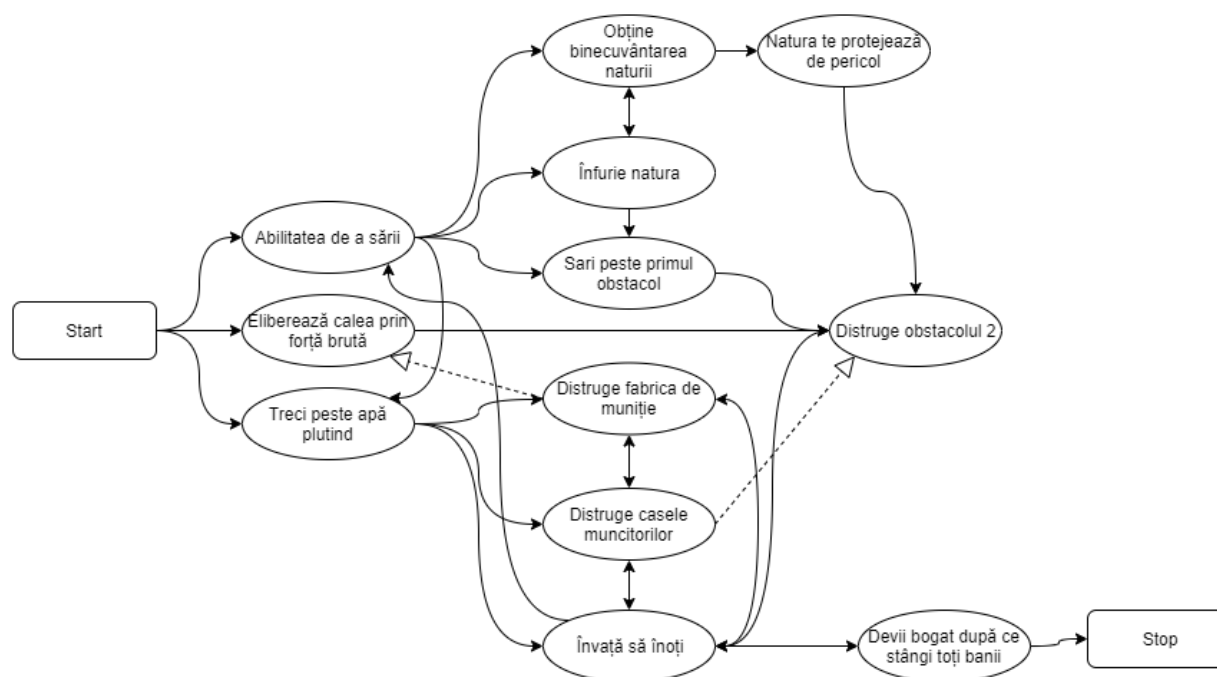 Obține
binecuvântarea
naturii
Natura te protejează
de pericol
Înfurie natura
Abilitatea de a sării
Sari peste primul
obstacol
Start
Eliberează calea prin
forță brută
Distruge obstacolul 2
Distruge fabrica de
muniție
Treci peste apă
plutind
Distruge casele
muncitorilor
Învață să înoți
Devii bogat după ce
stângi toți banii
Stop